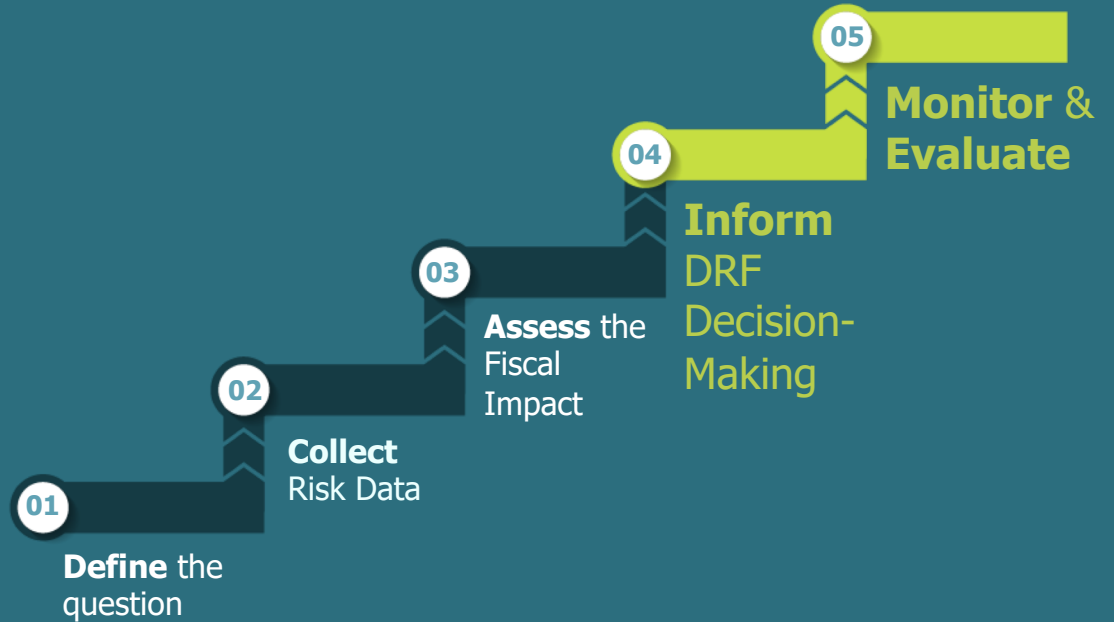 01
Define the
question
02
Collect
Risk Data
03
Assess the
Fiscal
Impact
04
Inform
DRF
Decision-
Making
05
Monitor &
Evaluate